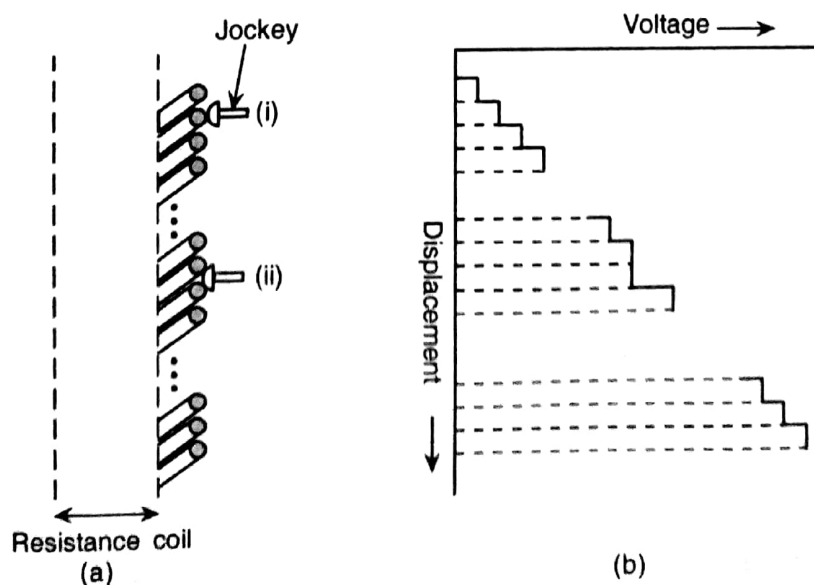 Jockey
(i)
(ii)
Resistance coil
(a)
Voltage
Displacement
(b)